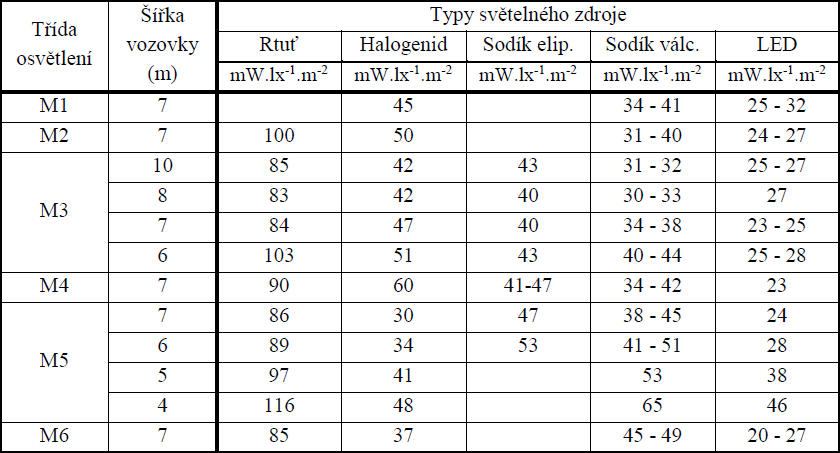 Třída osvětlení Šířka vozovky (m) Typy světelného zdroje
Rtuť Halogenid Sodík elip. Sodík válc. LED
mW.lx-1.m-2 mW.lx-1.m-2 mW.lx-1.m-2 mW.lx-1.m-2 mW.lx-1.m-2
M1 7 45 34 - 41 25 - 32
M2 7 100 50 31 - 40 24 - 27
M3 10 85 42 43 31 - 32 25 - 27
8 83 42 40 30 - 33 27
7 84 47 40 34 - 38 23 - 25
6 103 51 43 40 - 44 25 - 28
M4 7 90 60 41-47 34 - 42 23
M5 7 86 30 47 38 - 45 24
6 89 34 53 41 - 51 28
5 97 41 53 38
4 116 48 65 46
M6 7 85 37 45 - 49 20 - 27